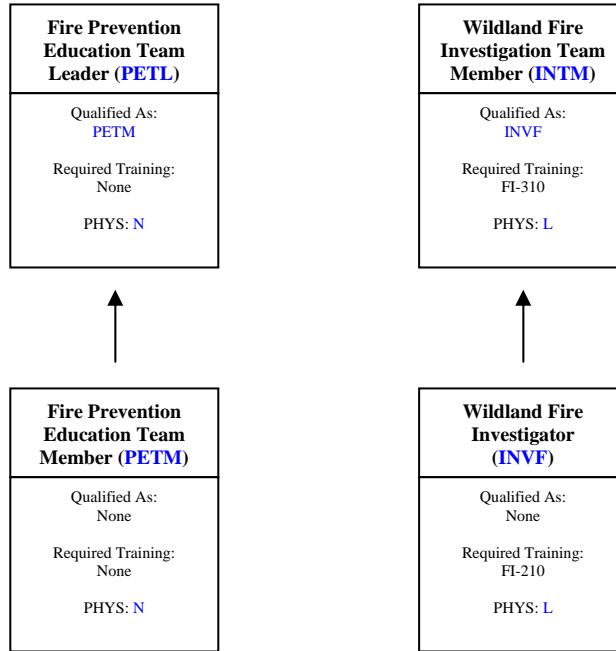 Fire Prevention
Education Team
Leader (PETL)
Qualified As:
PETM
Required Training:
None
PHYS: N
Wildland Fire
Investigation Team
Member (INTM)
Qualified As:
INVF
Required Training:
FI-310
PHYS: L
Fire Prevention
Education Team
Member (PETM)
Qualified As:
None
Required Training:
None
PHYS: N
Wildland Fire
Investigator
(INVF)
Qualified As:
None
Required Training:
FI-210
PHYS: L